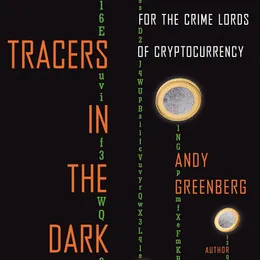 FOR THE CRIME LORDS
TRACERS
OF CRYPTOCURRENCY
IN
THE
DARK
ANDY
GREENBERG
AUTHOR